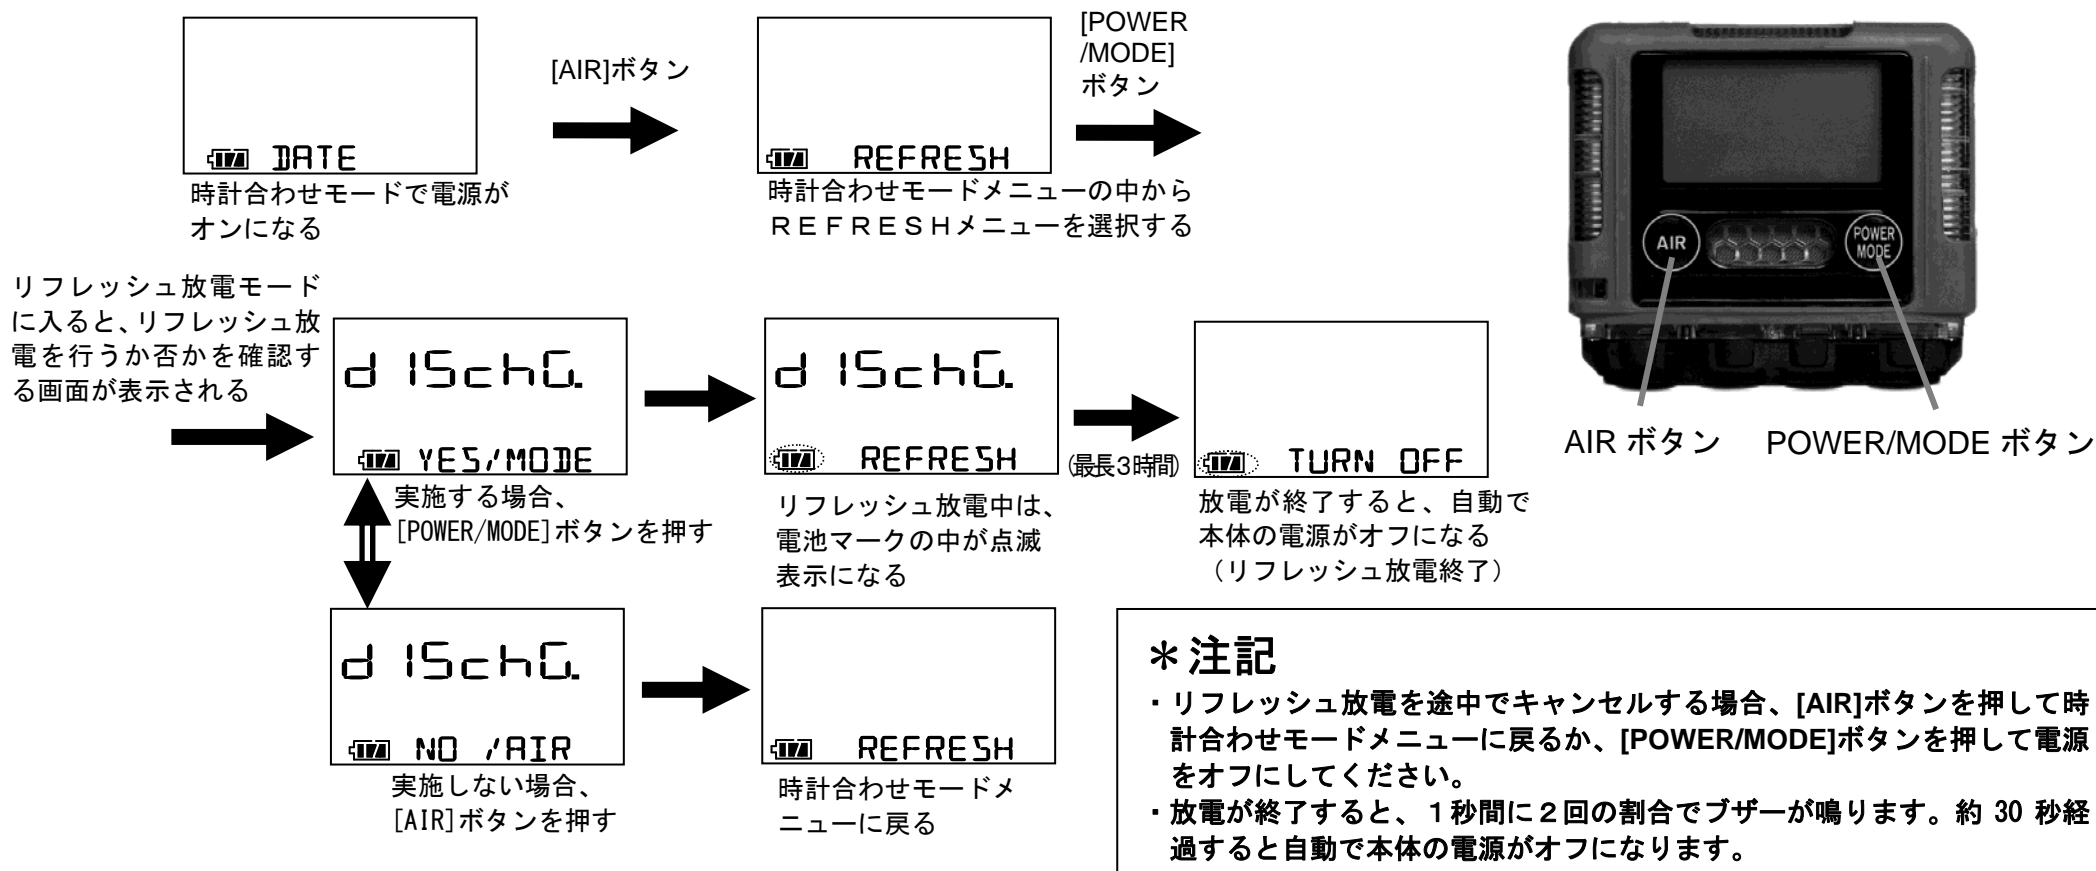 DATE
時計合わせモードで電源が
オンになる
[AIR]ボタン
REFRESH
時計合わせモードメニューの中から
ＲＥＦＲＥＳＨメニューを選択する
[POWER
/MODE]
ボタン
リフレッシュ放電モード
に入ると、リフレッシュ放
電を行うか否かを確認す
る画面が表示される
dISchG.
YES/MODE
実施する場合、
[POWER/MODE]ボタンを押す
dISchG.
REFRESH
リフレッシュ放電中は、
電池マークの中が点滅
表示になる
(最長3時間)
TURN OFF
放電が終了すると、自動で
本体の電源がオフになる
（リフレッシュ放電終了）
dISchG.
NO /AIR
実施しない場合、
[AIR]ボタンを押す
REFRESH
時計合わせモードメ
ニューに戻る
AIR
POWER
MODE
AIR ボタン
POWER/MODE ボタン
＊注記
・リフレッシュ放電を途中でキャンセルする場合、[AIR]ボタンを押して時
計合わせモードメニューに戻るか、[POWER/MODE]ボタンを押して電源
をオフにしてください。
・放電が終了すると、１秒間に２回の割合でブザーが鳴ります。約 30 秒経
過すると自動で本体の電源がオフになります。